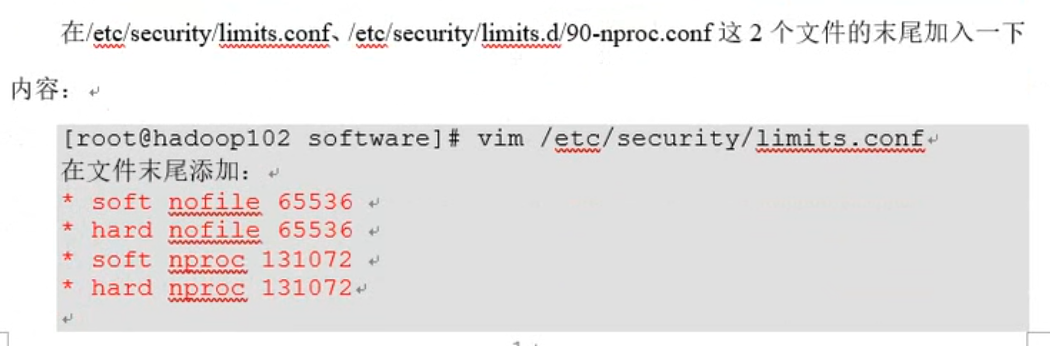 在/etc/security/limits.conf、/etc/security/limits.d/90-nproc.conf 这 2 个文件的末尾加入一下
内容：
[root@hadoop102 software]# vim /etc/security/limits.conf
在文件末尾添加：
* soft nofile 65536
* hard nofile 65536
* soft nproc 131072
* hard nproc 131072